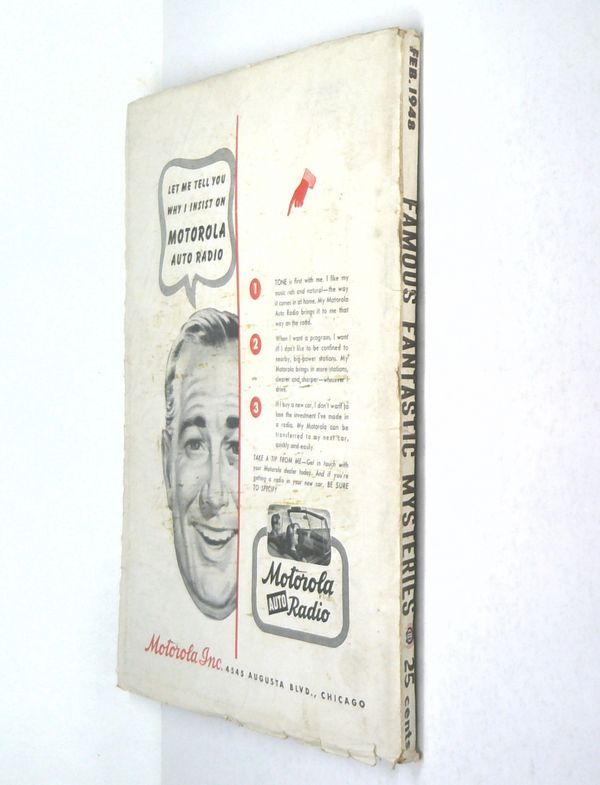 LET ME TELL YOU
WHY I INSIST ON
MOTOROLA
AUTO RADIO
1
TONE is first with me. I like my
music rich and natural—the way
it comes in at home. My Motorola
Auto Radio brings it to me that
way on the road.
2
When I want a program, I want
it! I don't like to be confined to
nearby, big-power stations. My
Motorola brings in more stations,
clearer and sharper—wherever I
drive.
3
If I buy a new car, I don't want to
lose the investment I've made in
a radio. My Motorola can be
transferred to my next car,
quickly and easily.
TAKE A TIP FROM ME—Get in touch with
your Motorola dealer today. And if you're
getting a radio in your new car, BE SURE
TO SPECIFY
Motorola
AUTO Radio
Motorola Inc. 4545 AUGUSTA BLVD., CHICAGO
FEB. 1948
FAMOUS FANTASTIC MYSTERIES
25 cents